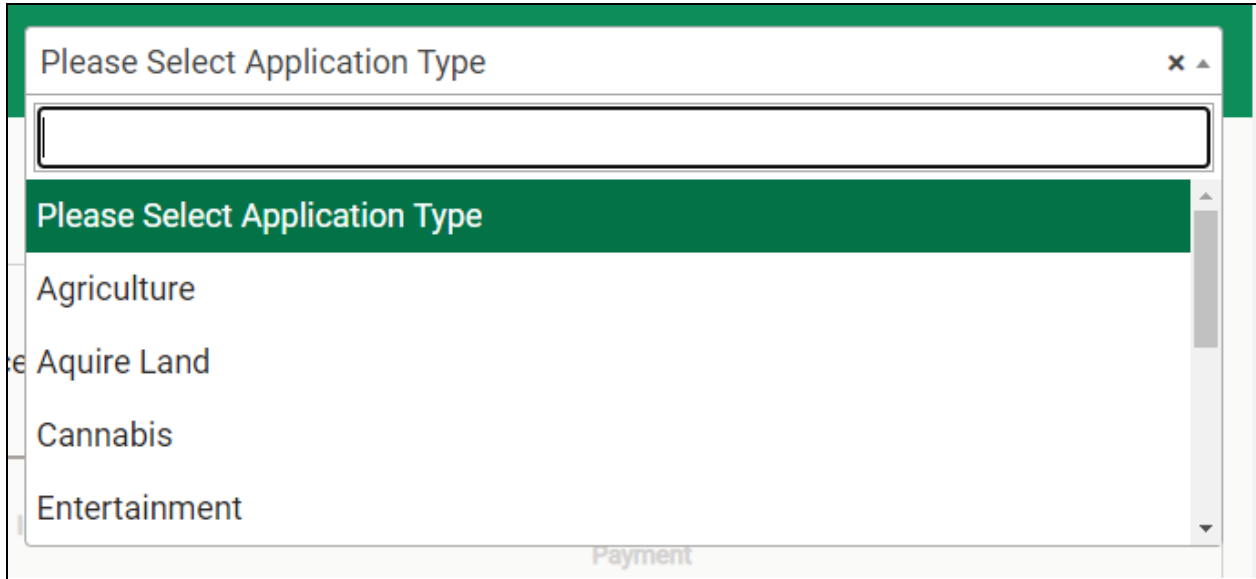 Please Select Application Type
Please Select Application Type
Agriculture
Aquire Land
Cannabis
Entertainment
Payment